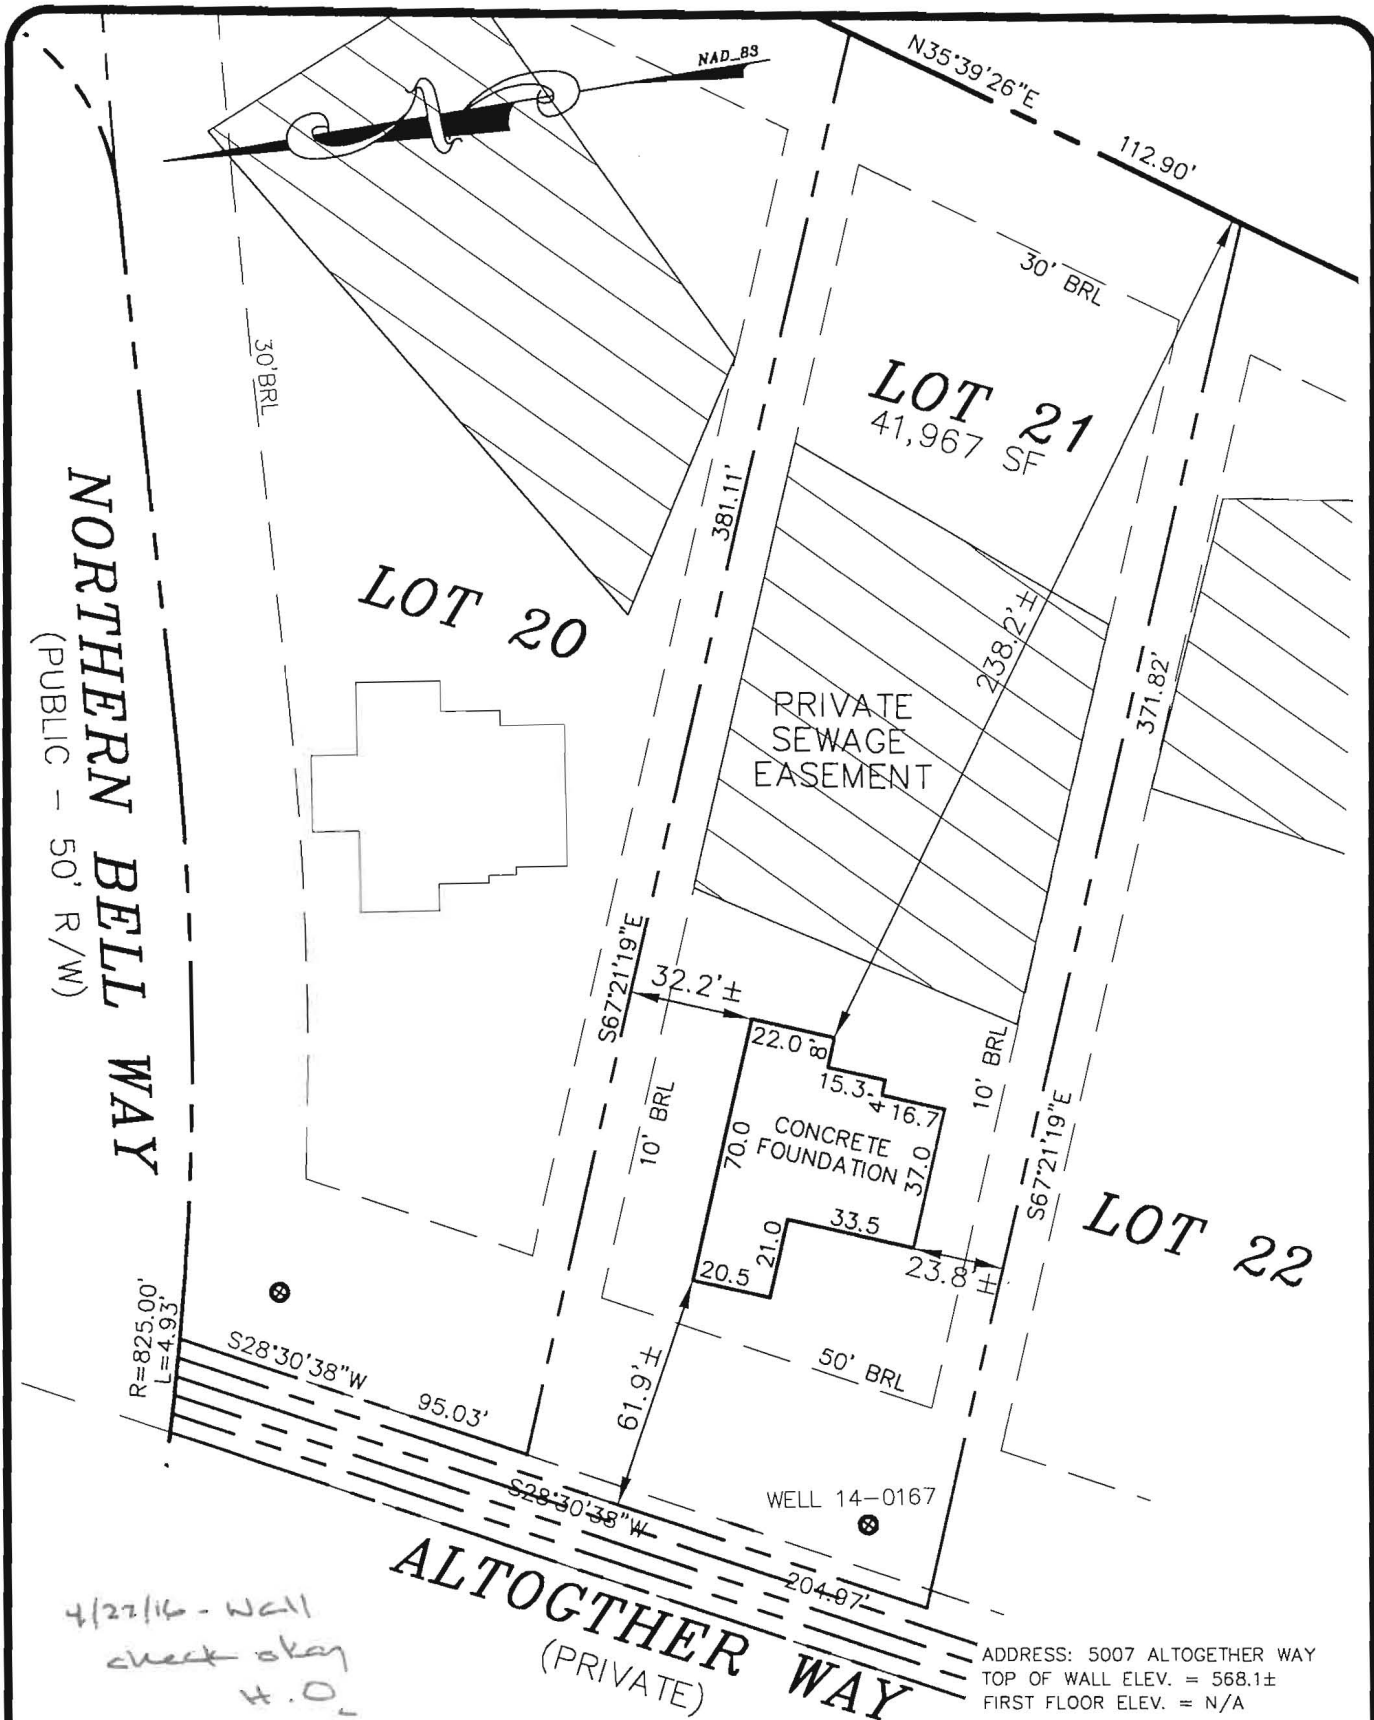 NAD_83
N35°39'26"E
112.90'
30' BRL
30'BRL
LOT 21
41,967 SF
381.11'
LOT 20
238.2'±
371.82'
NORTHERN BELL WAY
(PUBLIC - 50' R/W)
PRIVATE
SEWAGE
EASEMENT
S67°21'19"E
32.2'±
22.0
8'
15.3
4
16.7
10' BRL
10' BRL
CONCRETE
FOUNDATION
70.0
37.0
S67°21'19"E
33.5
21.0
20.5
23.8'±
LOT 22
R=825.00'
L=4.93'
S28°30'38"W
95.03'
61.9'±
50' BRL
S28°30'38"W
WELL 14-0167
204.97'
ALTOGTHER WAY
(PRIVATE)
4/22/16 - Wall
check okay
H.O.
ADDRESS: 5007 ALTOGETHER WAY
TOP OF WALL ELEV. = 568.1±
FIRST FLOOR ELEV. = N/A